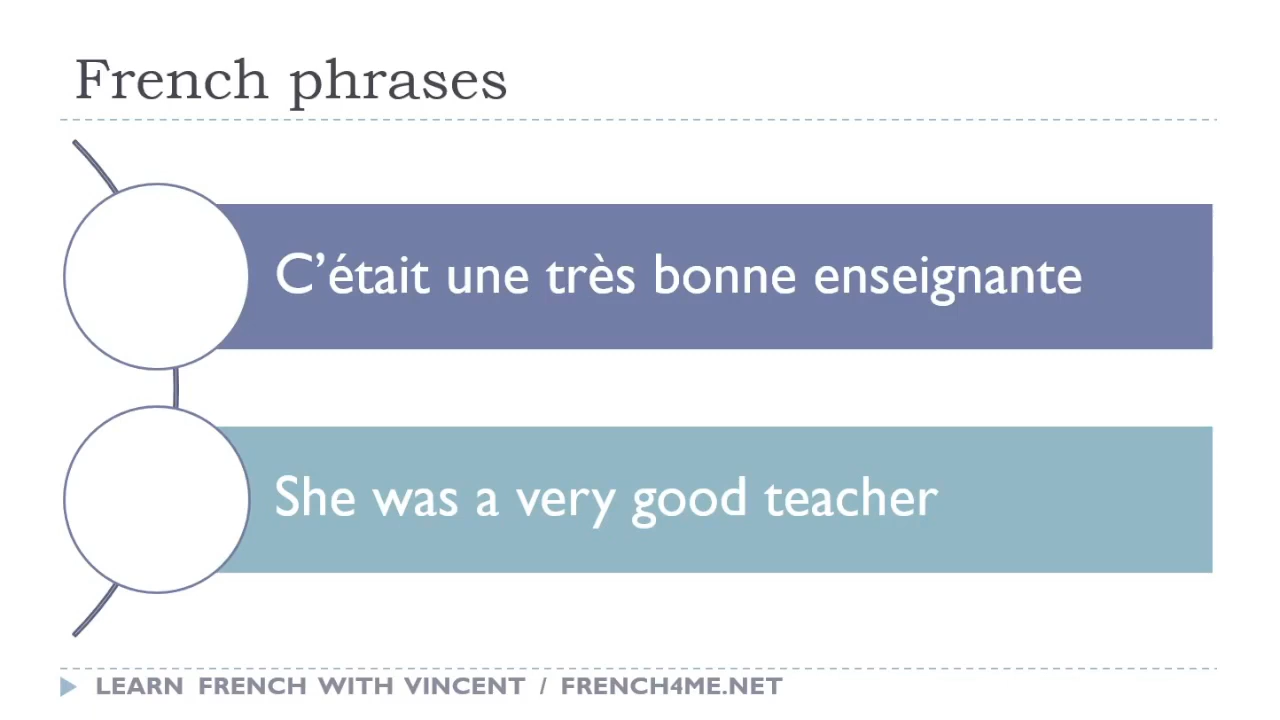 French phrases
C’était une très bonne enseignante
She was a very good teacher
LEARN FRENCH WITH VINCENT / FRENCH4ME.NET